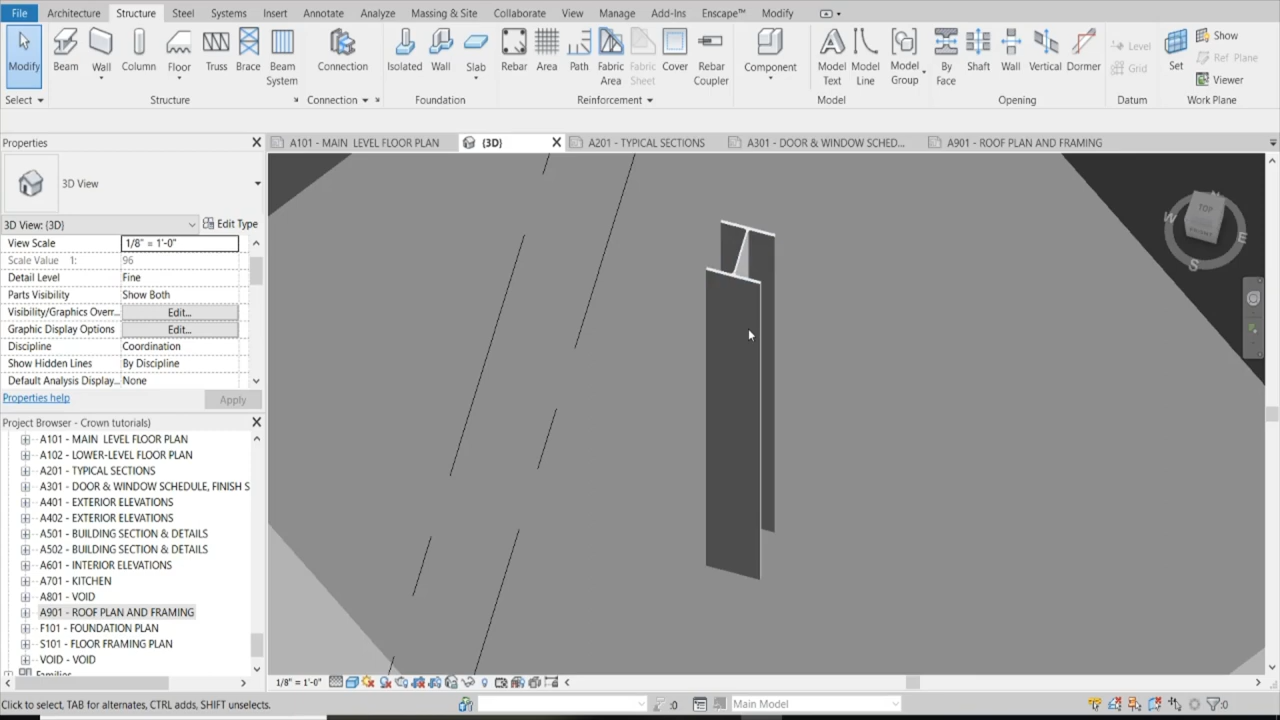 File Architecture Structure Steel Systems Insert Annotate Analyze Massing & Site Collaborate View Manage Add-Ins Enscape™ Modify
Modify Beam Wall Column Floor Truss Brace Beam System Connection Isolated Wall Slab Rebar Area Path Fabric Area Fabric Sheet Cover Rebar Coupler Component Model Text Model Line Model Group By Face Shaft Wall Vertical Dormer Level Grid Set Show Ref Plane Viewer
Select Structure Connection Foundation Reinforcement Model Opening Datum Work Plane
Properties
A101 - MAIN LEVEL FLOOR PLAN (3D) A201 - TYPICAL SECTIONS A301 - DOOR & WINDOW SCHED... A901 - ROOF PLAN AND FRAMING
3D View
3D View: {3D} Edit Type
View Scale 1/8" = 1'-0"
Scale Value 1: 96
Detail Level Fine
Parts Visibility Show Both
Visibility/Graphics Overr... Edit...
Graphic Display Options Edit...
Discipline Coordination
Show Hidden Lines By Discipline
Default Analysis Display... None
Properties help Apply
TOP
W
E
S
Project Browser - Crown tutorials)
A101 - MAIN LEVEL FLOOR PLAN
A102 - LOWER-LEVEL FLOOR PLAN
A201 - TYPICAL SECTIONS
A301 - DOOR & WINDOW SCHEDULE, FINISH S
A401 - EXTERIOR ELEVATIONS
A402 - EXTERIOR ELEVATIONS
A501 - BUILDING SECTION & DETAILS
A502 - BUILDING SECTION & DETAILS
A601 - INTERIOR ELEVATIONS
A701 - KITCHEN
A801 - VOID
A901 - ROOF PLAN AND FRAMING
F101 - FOUNDATION PLAN
S101 - FLOOR FRAMING PLAN
VOID - VOID
Families
1/8" = 1'-0"
Click to select, TAB for alternates, CTRL adds, SHIFT unselects. :0 Main Model :0